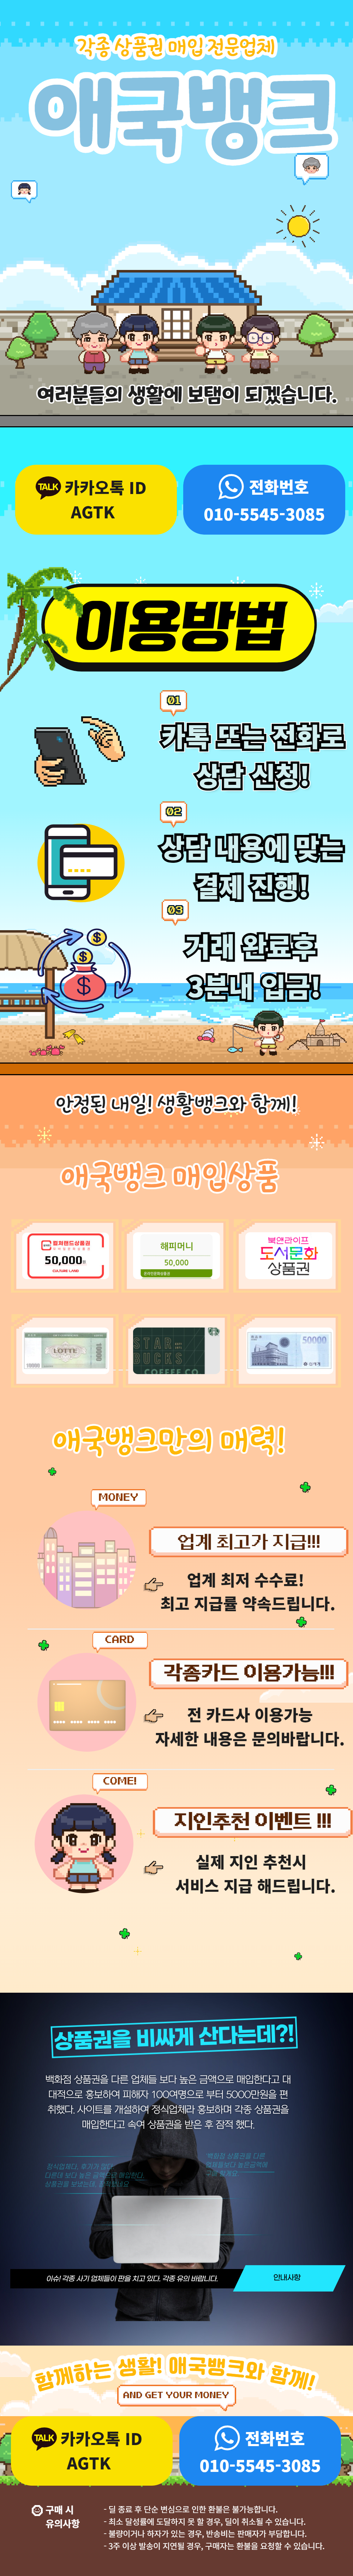 각종 상품권 매입 전문업체
애국뱅크
여러분들의 생활에 보탬이 되겠습니다.
TALK 카카오톡 ID
AGTK
전화번호
010-5545-3085
이용방법
01
카톡 또는 전화로
상담 신청!
02
상담 내용에 맞는
결제 진행!
03
거래 완료후
3분내 입금!
안정된 내일! 생활뱅크와 함께!
애국뱅크 매입상품
컬쳐랜드상품권
50,000원
해피머니
50,000
북앤라이프
도서문화
상품권
LOTTE
STAR
BUCKS
COFFEE CO
50000
애국뱅크만의 매력!
MONEY
업계 최고가 지급!!!
업계 최저 수수료!
최고 지급률 약속드립니다.
CARD
각종카드 이용가능!!!
전 카드사 이용가능
자세한 내용은 문의바랍니다.
COME!
지인추천 이벤트 !!!
실제 지인 추천시
서비스 지급 해드립니다.
상품권을 비싸게 산다는데?!
백화점 상품권을 다른 업체들 보다 높은 금액으로 매입한다고 대
대적으로 홍보하여 피해자 100여명으로 부터 5000만원을 편
취했다. 사이트를 개설하여 정식업체라 홍보하며 각종 상품권을
매입한다고 속여 상품권을 받은 후 잠적 했다.
이슈! 각종 사기 업체들이 판을 치고 있다. 각종 유의 바랍니다.
안내사항
함께하는 생활! 애국뱅크와 함께!
AND GET YOUR MONEY
TALK 카카오톡 ID
AGTK
전화번호
010-5545-3085
구매 시
유의사항
- 딜 종료 후 단순 변심으로 인한 환불은 불가능합니다.
- 최소 달성률에 도달하지 못 할 경우, 딜이 취소될 수 있습니다.
- 불량이거나 하자가 있는 경우, 반송비는 판매자가 부담합니다.
- 3주 이상 발송이 지연될 경우, 구매자는 환불을 요청할 수 있습니다.